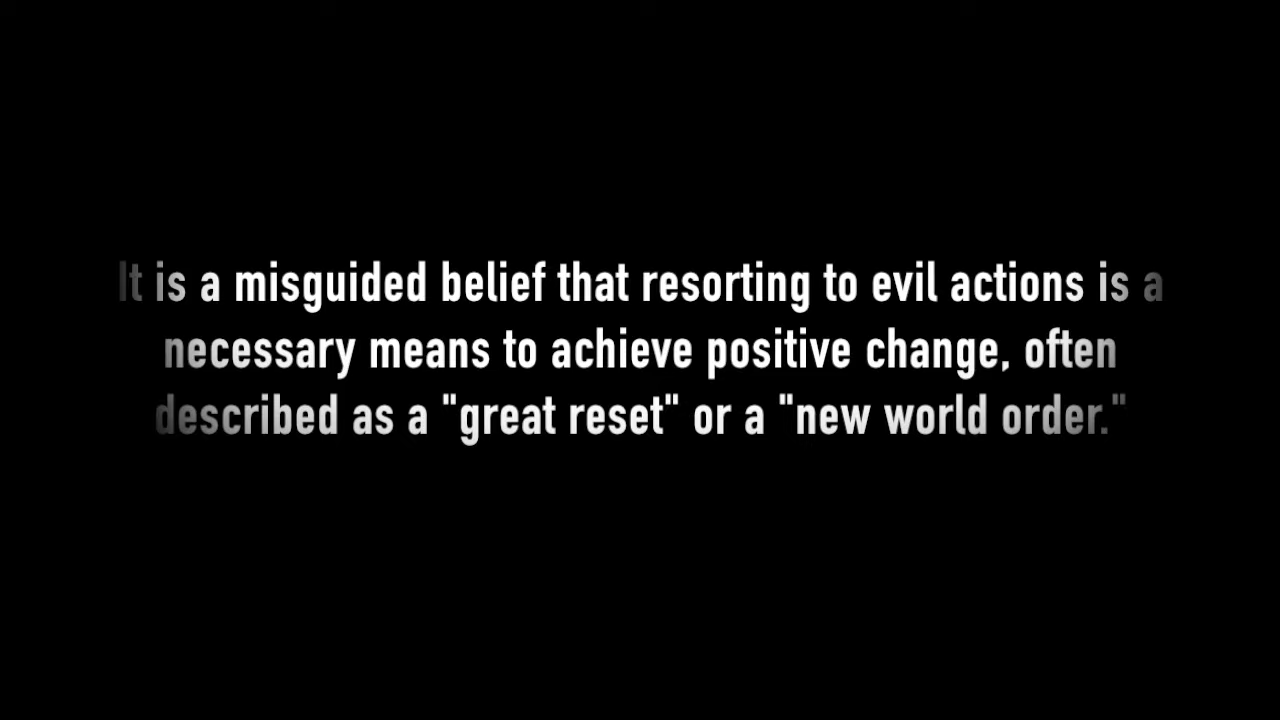 It is a misguided belief that resorting to evil actions is a
necessary means to achieve positive change, often
described as a "great reset" or a "new world order."